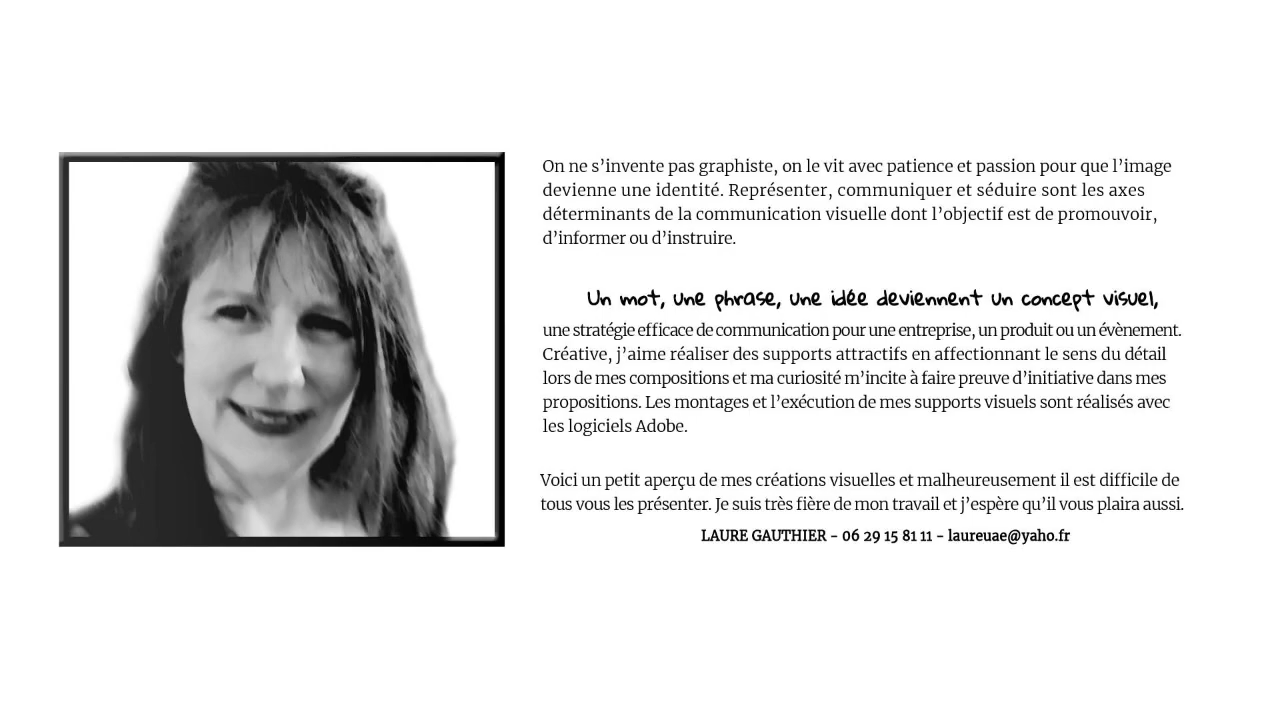 On ne s’invente pas graphiste, on le vit avec patience et passion pour que l’image
devienne une identité. Représenter, communiquer et séduire sont les axes
déterminants de la communication visuelle dont l’objectif est de promouvoir,
d’informer ou d’instruire.
Un mot, une phrase, une idée deviennent un concept visuel,
une stratégie efficace de communication pour une entreprise, un produit ou un évènement.
Créative, j’aime réaliser des supports attractifs en affectionnant le sens du détail
lors de mes compositions et ma curiosité m’incite à faire preuve d’initiative dans mes
propositions. Les montages et l’exécution de mes supports visuels sont réalisés avec
les logiciels Adobe.
Voici un petit aperçu de mes créations visuelles et malheureusement il est difficile de
tous vous les présenter. Je suis très fière de mon travail et j’espère qu’il vous plaira aussi.
LAURE GAUTHIER - 06 29 15 81 11 - laureuae@yaho.fr